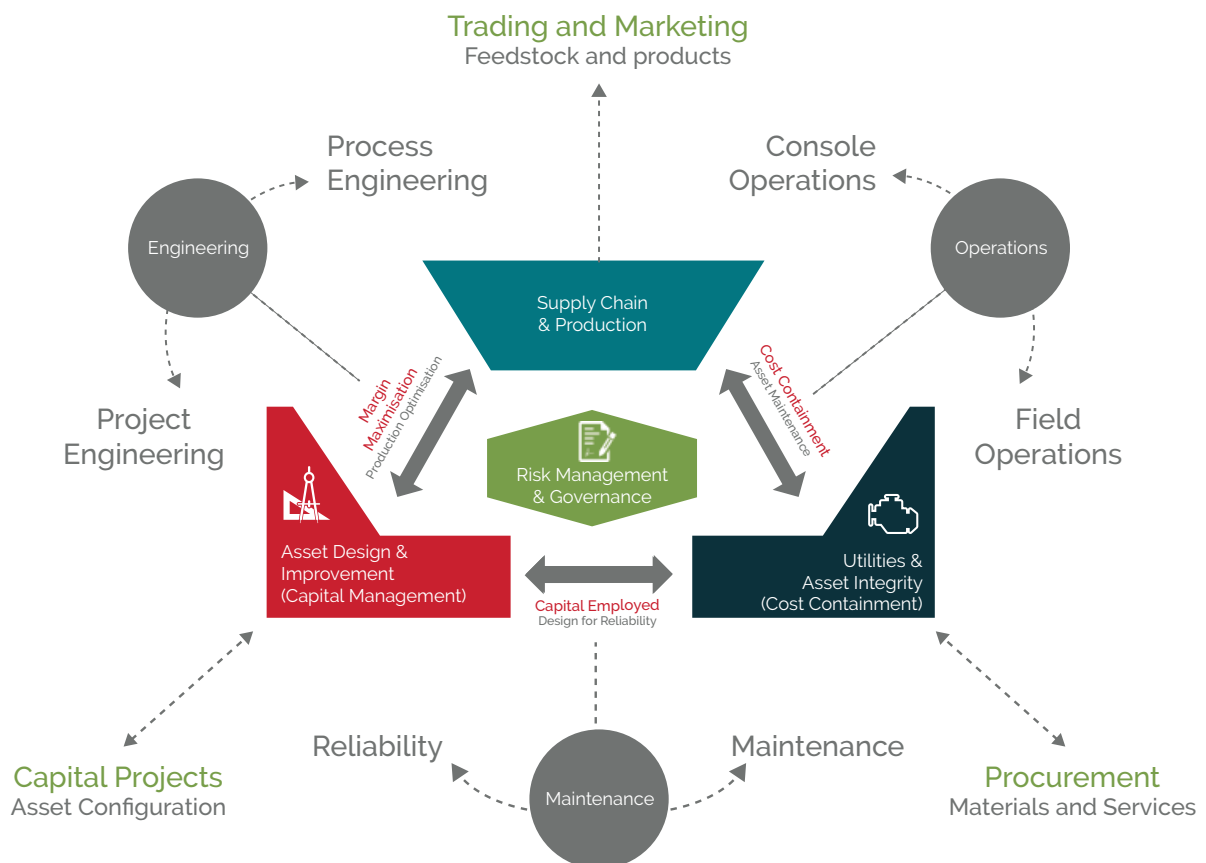 Trading and Marketing
Feedstock and products
Process
Engineering
Console
Operations
Engineering
Operations
Supply Chain
& Production
Margin
Maximisation
Production Optimisation
Cost Containment
Asset Maintenance
Project
Engineering
Field
Operations
Risk Management
& Governance
Asset Design &
Improvement
(Capital Management)
Utilities &
Asset Integrity
(Cost Containment)
Capital Employed
Design for Reliability
Reliability
Maintenance
Maintenance
Capital Projects
Asset Configuration
Procurement
Materials and Services